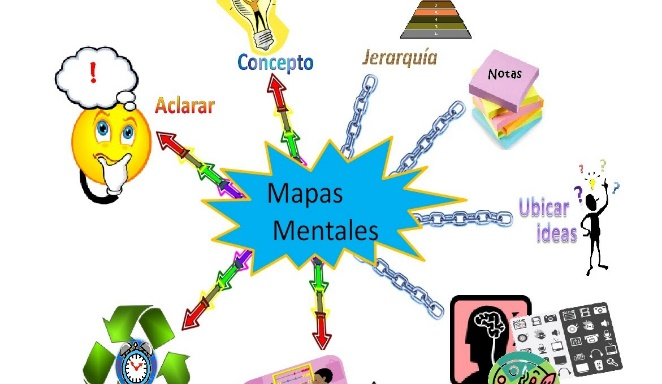 Concepto
Jerarquía
Notas
!
Aclarar
Mapas
Mentales
Ubicar
ideas